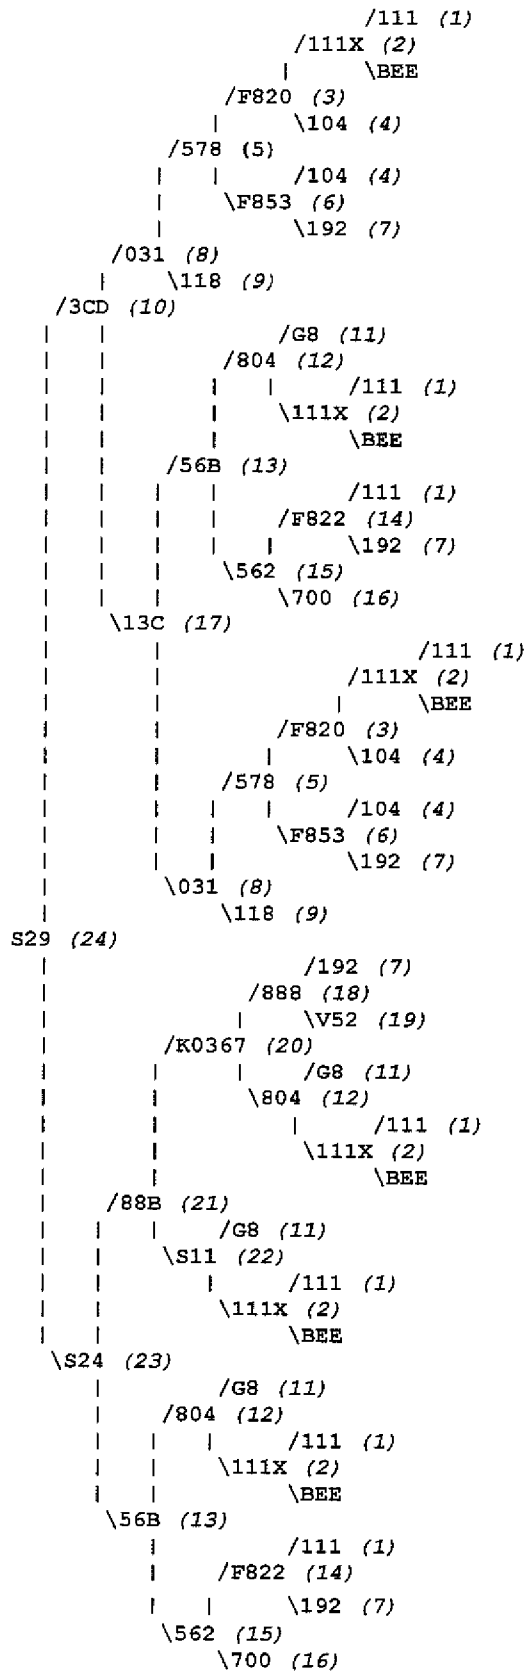 /111 (1)
/111X (2)
| \BEE
/F820 (3)
| \104 (4)
/578 (5)
| | /104 (4)
| \F853 (6)
| \192 (7)
/031 (8)
| \118 (9)
/3CD (10)
| | /G8 (11)
| | /804 (12)
| | | | /111 (1)
| | | \111X (2)
| | | \BEE
| | /56B (13)
| | | | /111 (1)
| | | | /F822 (14)
| | | | | \192 (7)
| | | \562 (15)
| | | \700 (16)
| \13C (17)
| | /111 (1)
| | /111X (2)
| | | \BEE
| | /F820 (3)
| | | \104 (4)
| | /578 (5)
| | | | /104 (4)
| | | \F853 (6)
| | | \192 (7)
| \031 (8)
| \118 (9)
S29 (24)
| /192 (7)
| /888 (18)
| | \V52 (19)
| /K0367 (20)
| | | /G8 (11)
| | \804 (12)
| | | /111 (1)
| | \111X (2)
| | \BEE
| /88B (21)
| | | /G8 (11)
| | \S11 (22)
| | | /111 (1)
| | \111X (2)
| | \BEE
\S24 (23)
| /G8 (11)
| /804 (12)
| | | /111 (1)
| | \111X (2)
| | \BEE
\56B (13)
| /111 (1)
| /F822 (14)
| | \192 (7)
\562 (15)
\700 (16)